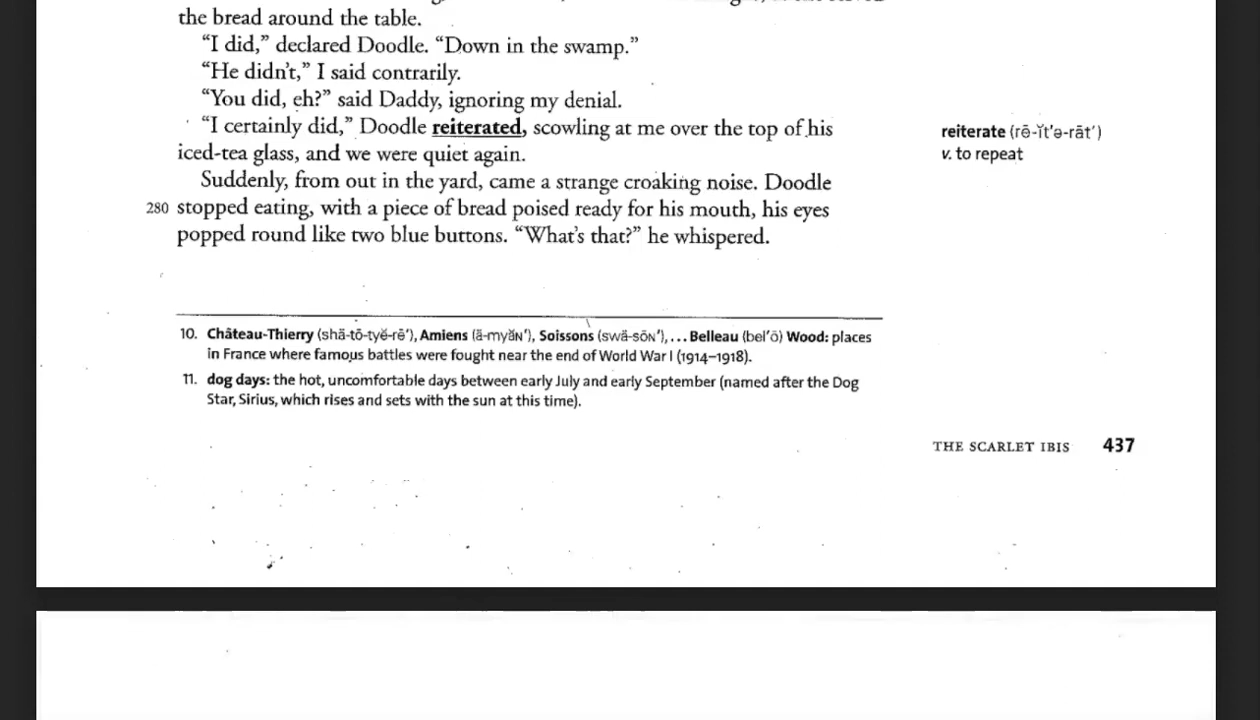 the bread around the table.
“I did,” declared Doodle. “Down in the swamp.”
“He didn’t,” I said contrarily.
“You did, eh?” said Daddy, ignoring my denial.
“I certainly did,” Doodle reiterated, scowling at me over the top of his
iced-tea glass, and we were quiet again.
Suddenly, from out in the yard, came a strange croaking noise. Doodle
280 stopped eating, with a piece of bread poised ready for his mouth, his eyes
popped round like two blue buttons. “What’s that?” he whispered.
reiterate (rē-ĭt′ə-rāt′)
v. to repeat
10. Château-Thierry (shä-tō-tyĕ-rē′), Amiens (ä-myăɴ′), Soissons (swä-sōɴ′), … Belleau (bel′ō) Wood: places
in France where famous battles were fought near the end of World War I (1914–1918).
11. dog days: the hot, uncomfortable days between early July and early September (named after the Dog
Star, Sirius, which rises and sets with the sun at this time).
THE SCARLET IBIS 437